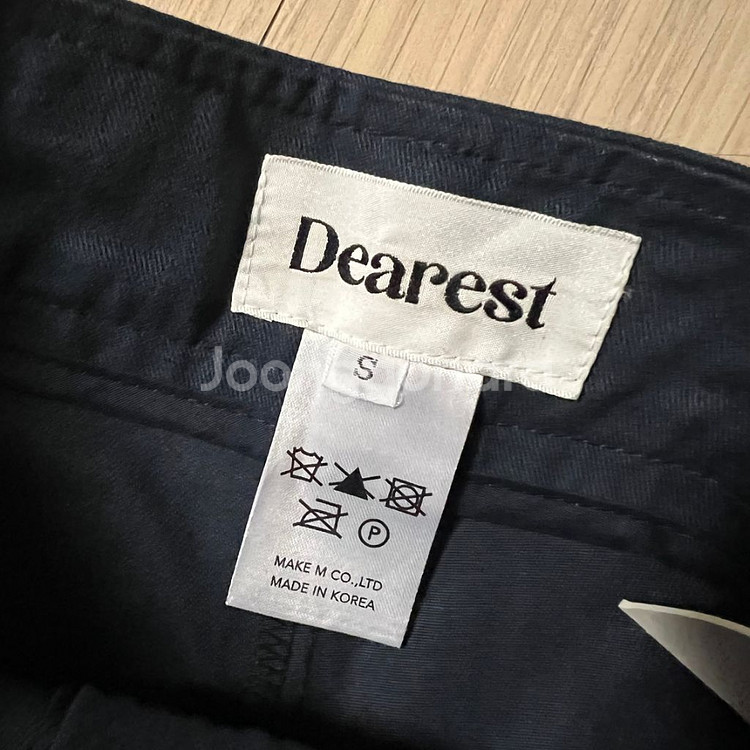 Dearest
S
P
MAKE M CO.,LTD
MADE IN KOREA